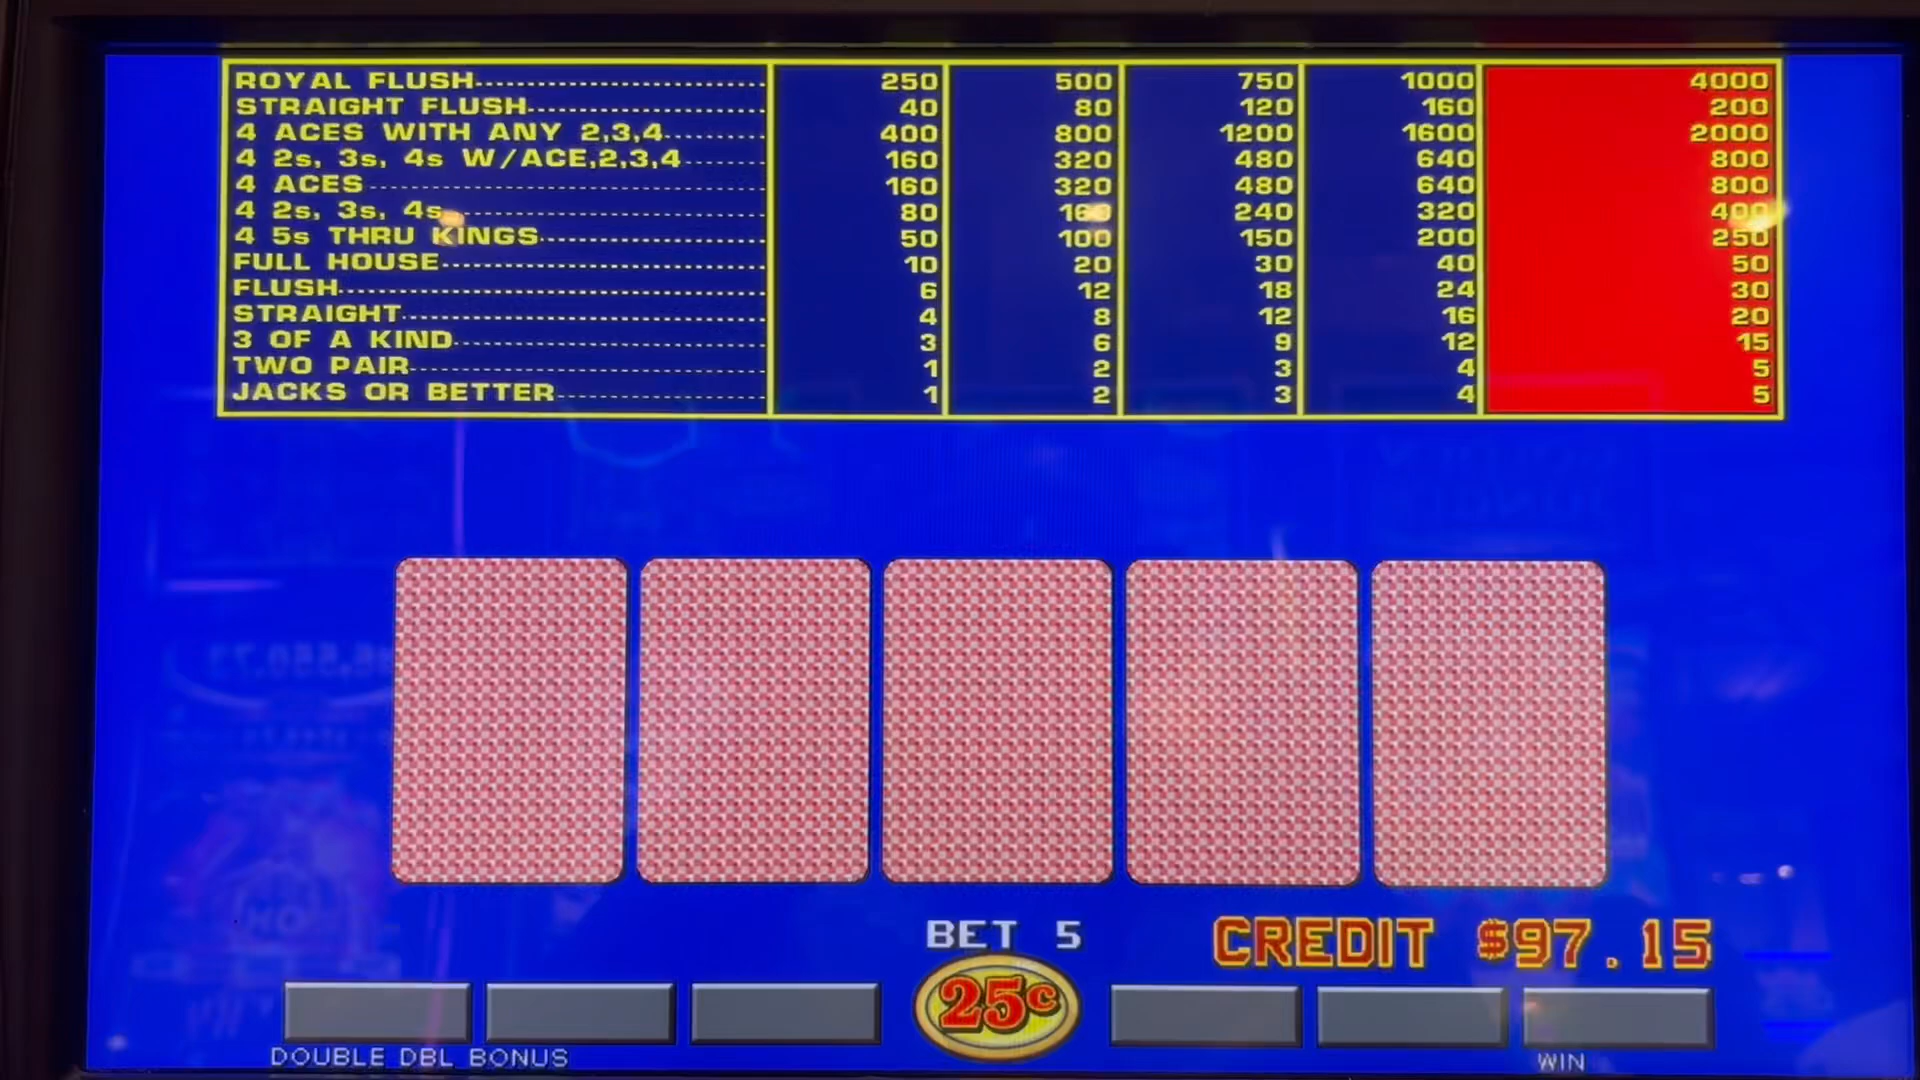 ROYAL FLUSH 250 500 750 1000 4000
STRAIGHT FLUSH 40 80 120 160 200
4 ACES WITH ANY 2,3,4 400 800 1200 1600 2000
4 2s, 3s, 4s W/ACE,2,3,4 160 320 480 640 800
4 ACES 160 320 480 640 800
4 2s, 3s, 4s 80 160 240 320 400
4 5s THRU KINGS 50 100 150 200 250
FULL HOUSE 10 20 30 40 50
FLUSH 6 12 18 24 30
STRAIGHT 4 8 12 16 20
3 OF A KIND 3 6 9 12 15
TWO PAIR 1 2 3 4 5
JACKS OR BETTER 1 2 3 4 5
BET 5
CREDIT $97.15
25¢
DOUBLE DBL BONUS
WIN